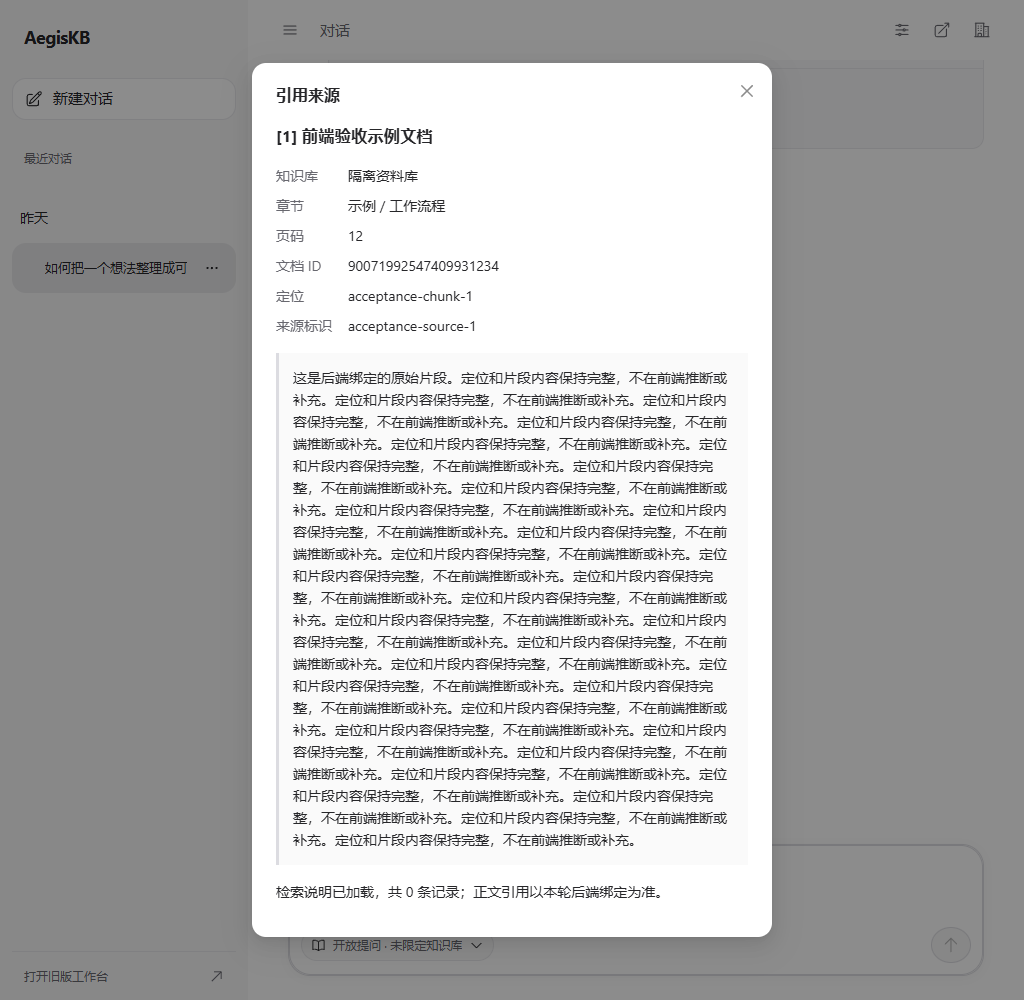 AegisKB
对话
新建对话
最近对话
昨天
如何把一个想法整理成可
打开旧版工作台
引用来源
[1] 前端验收示例文档
知识库 隔离资料库
章节 示例 / 工作流程
页码 12
文档 ID 90071992547409931234
定位 acceptance-chunk-1
来源标识 acceptance-source-1
这是后端绑定的原始片段。定位和片段内容保持完整，不在前端推断或
补充。定位和片段内容保持完整，不在前端推断或补充。定位和片段内
容保持完整，不在前端推断或补充。定位和片段内容保持完整，不在前
端推断或补充。定位和片段内容保持完整，不在前端推断或补充。定位
和片段内容保持完整，不在前端推断或补充。定位和片段内容保持完
整，不在前端推断或补充。定位和片段内容保持完整，不在前端推断或
补充。定位和片段内容保持完整，不在前端推断或补充。定位和片段内
容保持完整，不在前端推断或补充。定位和片段内容保持完整，不在前
端推断或补充。定位和片段内容保持完整，不在前端推断或补充。定位
和片段内容保持完整，不在前端推断或补充。定位和片段内容保持完
整，不在前端推断或补充。定位和片段内容保持完整，不在前端推断或
补充。定位和片段内容保持完整，不在前端推断或补充。定位和片段内
容保持完整，不在前端推断或补充。定位和片段内容保持完整，不在前
端推断或补充。定位和片段内容保持完整，不在前端推断或补充。定位
和片段内容保持完整，不在前端推断或补充。定位和片段内容保持完
整，不在前端推断或补充。定位和片段内容保持完整，不在前端推断或
补充。定位和片段内容保持完整，不在前端推断或补充。定位和片段内
容保持完整，不在前端推断或补充。定位和片段内容保持完整，不在前
端推断或补充。定位和片段内容保持完整，不在前端推断或补充。定位
和片段内容保持完整，不在前端推断或补充。定位和片段内容保持完
整，不在前端推断或补充。定位和片段内容保持完整，不在前端推断或
补充。定位和片段内容保持完整，不在前端推断或补充。
检索说明已加载，共 0 条记录；正文引用以本轮后端绑定为准。
开放提问 · 未限定知识库